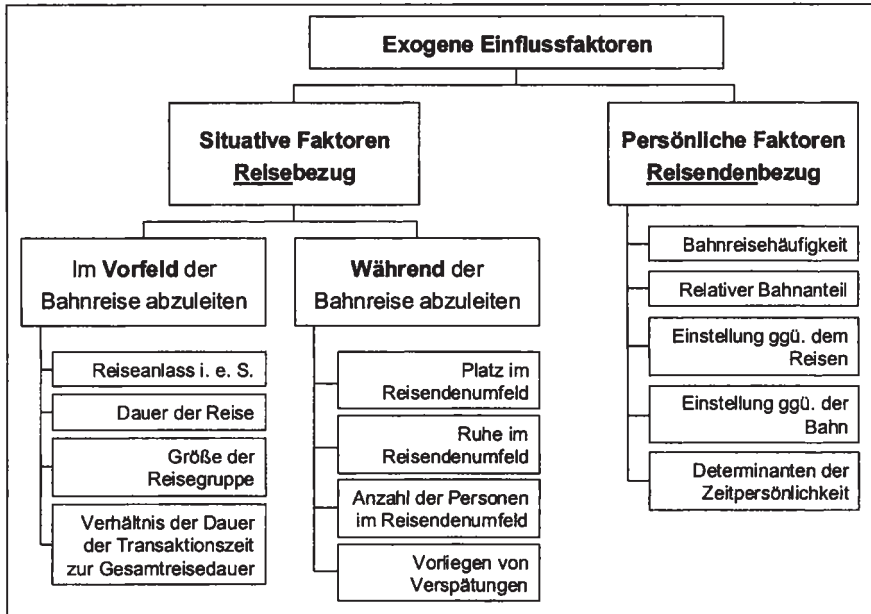 Exogene Einflussfaktoren
Situative Faktoren
Reisebezug
Persönliche Faktoren
Reisendenbezug
Im Vorfeld der
Bahnreise abzuleiten
Reiseanlass i. e. S.
Dauer der Reise
Größe der
Reisegruppe
Verhältnis der Dauer
der Transaktionszeit
zur Gesamtreisedauer
Während der
Bahnreise abzuleiten
Platz im
Reisendenumfeld
Ruhe im
Reisendenumfeld
Anzahl der Personen
im Reisendenumfeld
Vorliegen von
Verspätungen
Bahnreisehäufigkeit
Relativer Bahnanteil
Einstellung ggü. dem
Reisen
Einstellung ggü. der
Bahn
Determinanten der
Zeitpersönlichkeit